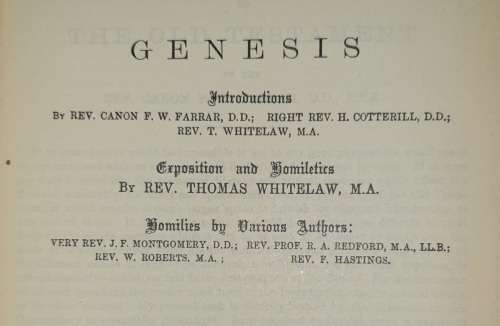 GENESIS
Introductions
BY REV. CANON F. W. FARRAR, D.D.; RIGHT REV. H. COTTERILL, D.D.;
REV. T. WHITELAW, M.A.
Exposition and Homiletics
BY REV. THOMAS WHITELAW, M.A.
Homilies by Various Authors:
VERY REV. J. F. MONTGOMERY, D.D.; REV. PROF. R. A. REDFORD, M.A., LL.B.;
REV. W. ROBERTS. M.A.; REV. F. HASTINGS.